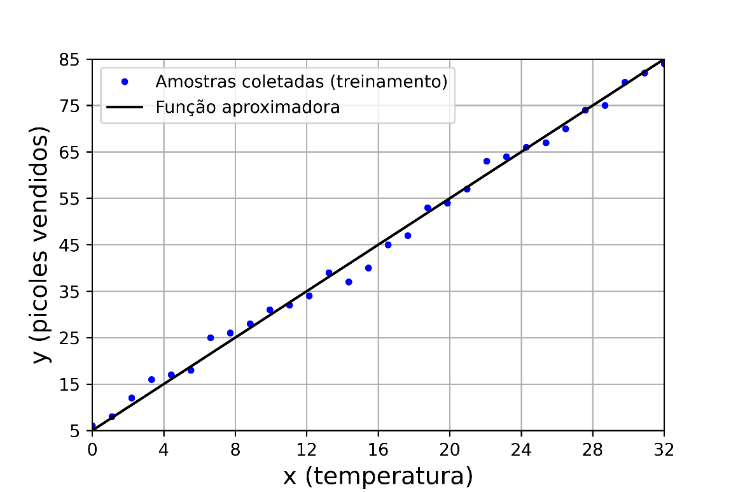 Amostras coletadas (treinamento)
Função aproximadora
y (picoles vendidos)
85
75
65
55
45
35
25
15
5
0 4 8 12 16 20 24 28 32
x (temperatura)